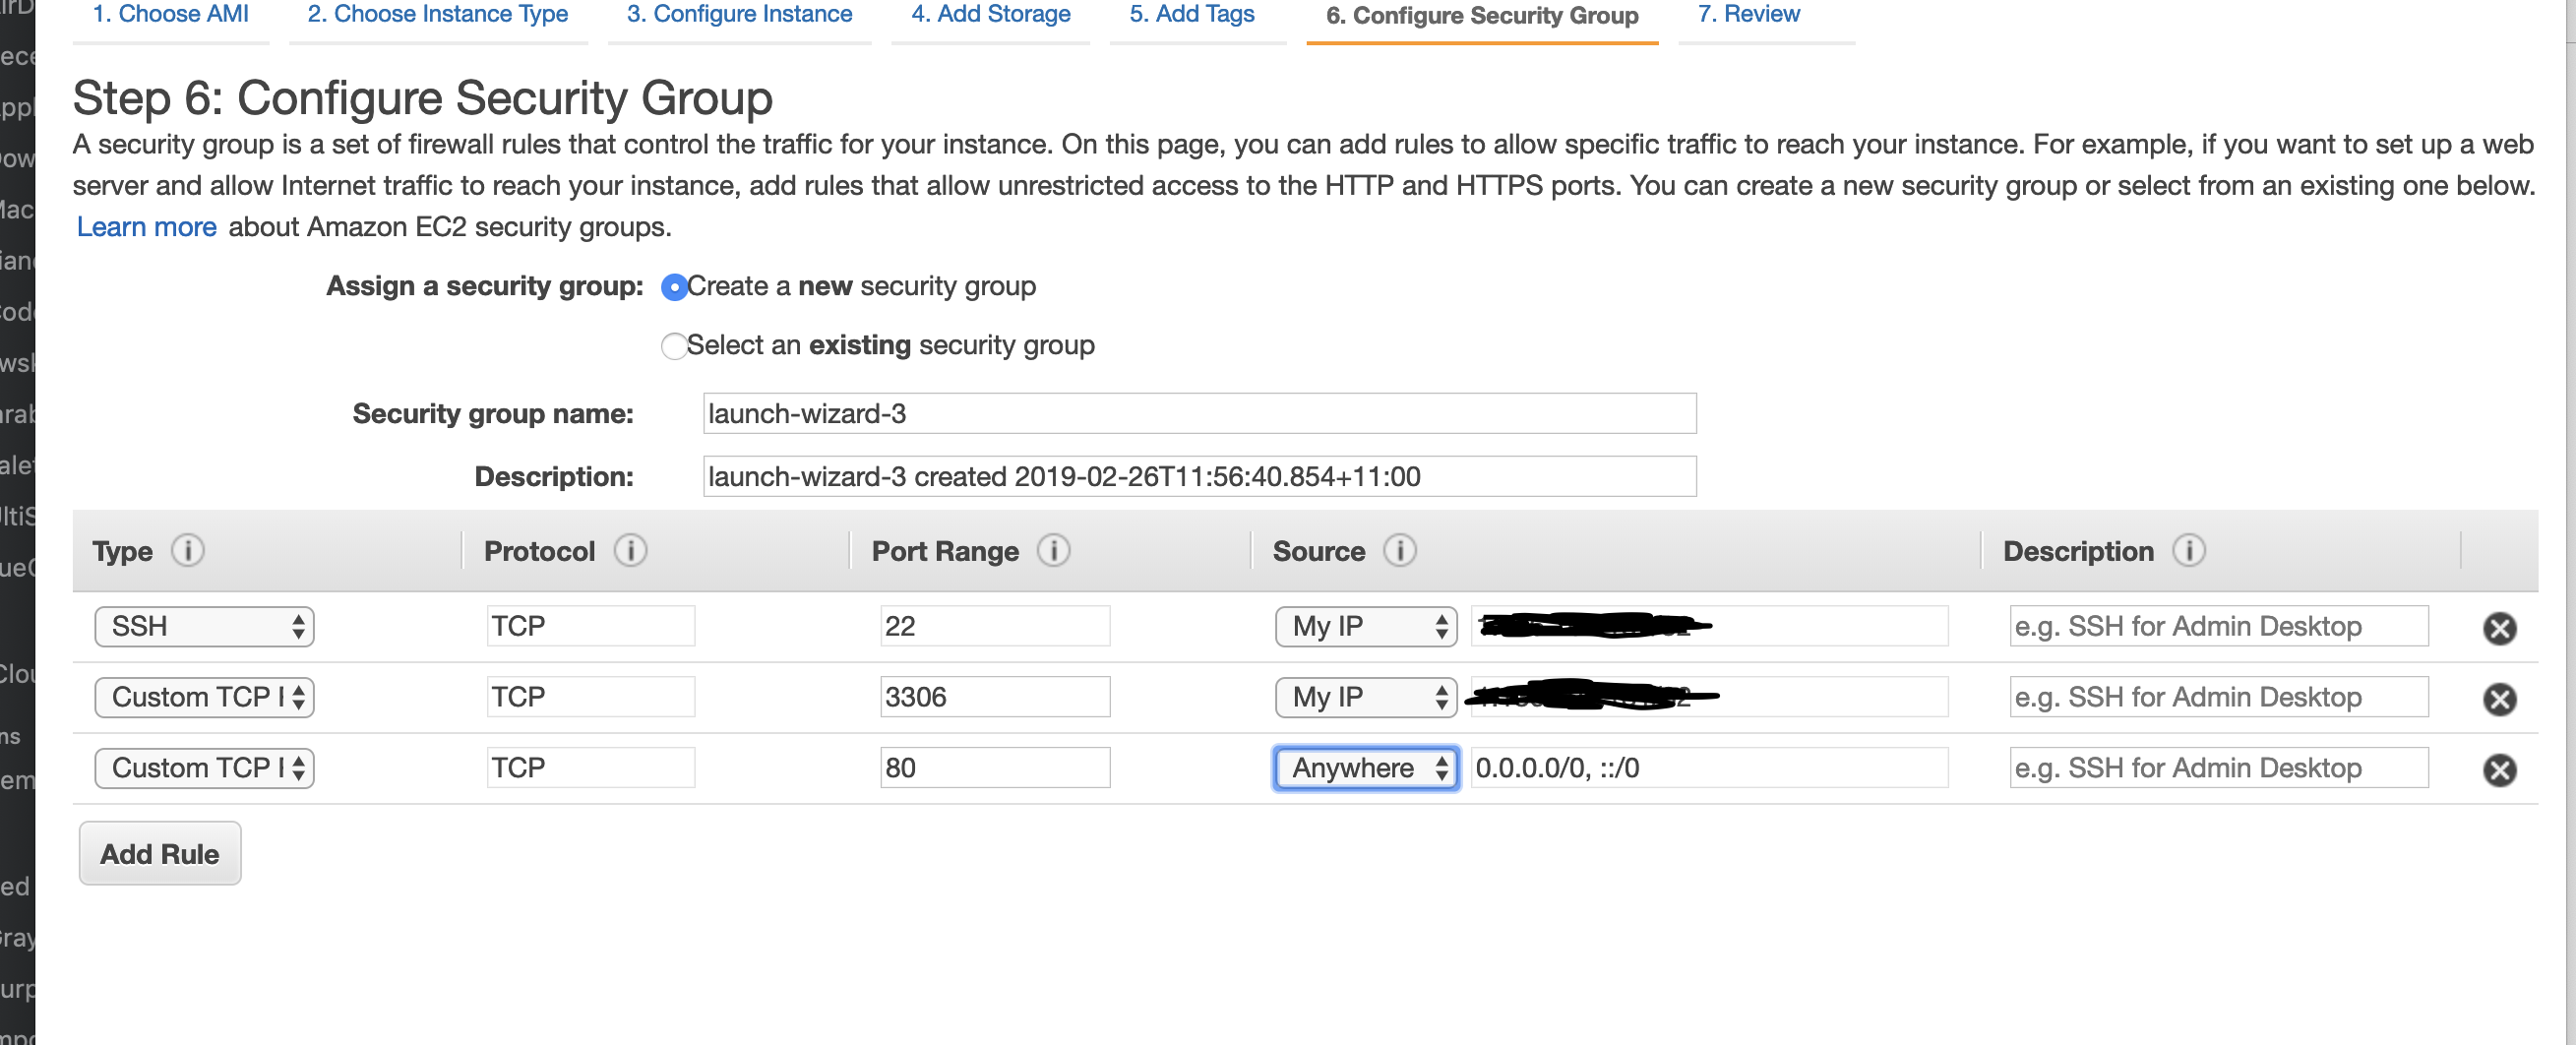 1. Choose AMI 2. Choose Instance Type 3. Configure Instance 4. Add Storage 5. Add Tags 6. Configure Security Group 7. Review
Step 6: Configure Security Group
A security group is a set of firewall rules that control the traffic for your instance. On this page, you can add rules to allow specific traffic to reach your instance. For example, if you want to set up a web
server and allow Internet traffic to reach your instance, add rules that allow unrestricted access to the HTTP and HTTPS ports. You can create a new security group or select from an existing one below.
Learn more about Amazon EC2 security groups.
Assign a security group: Create a new security group
Select an existing security group
Security group name: launch-wizard-3
Description: launch-wizard-3 created 2019-02-26T11:56:40.854+11:00
Type Protocol Port Range Source Description
SSH TCP 22 My IP e.g. SSH for Admin Desktop
Custom TCP TCP 3306 My IP e.g. SSH for Admin Desktop
Custom TCP TCP 80 Anywhere 0.0.0.0/0, ::/0 e.g. SSH for Admin Desktop
Add Rule